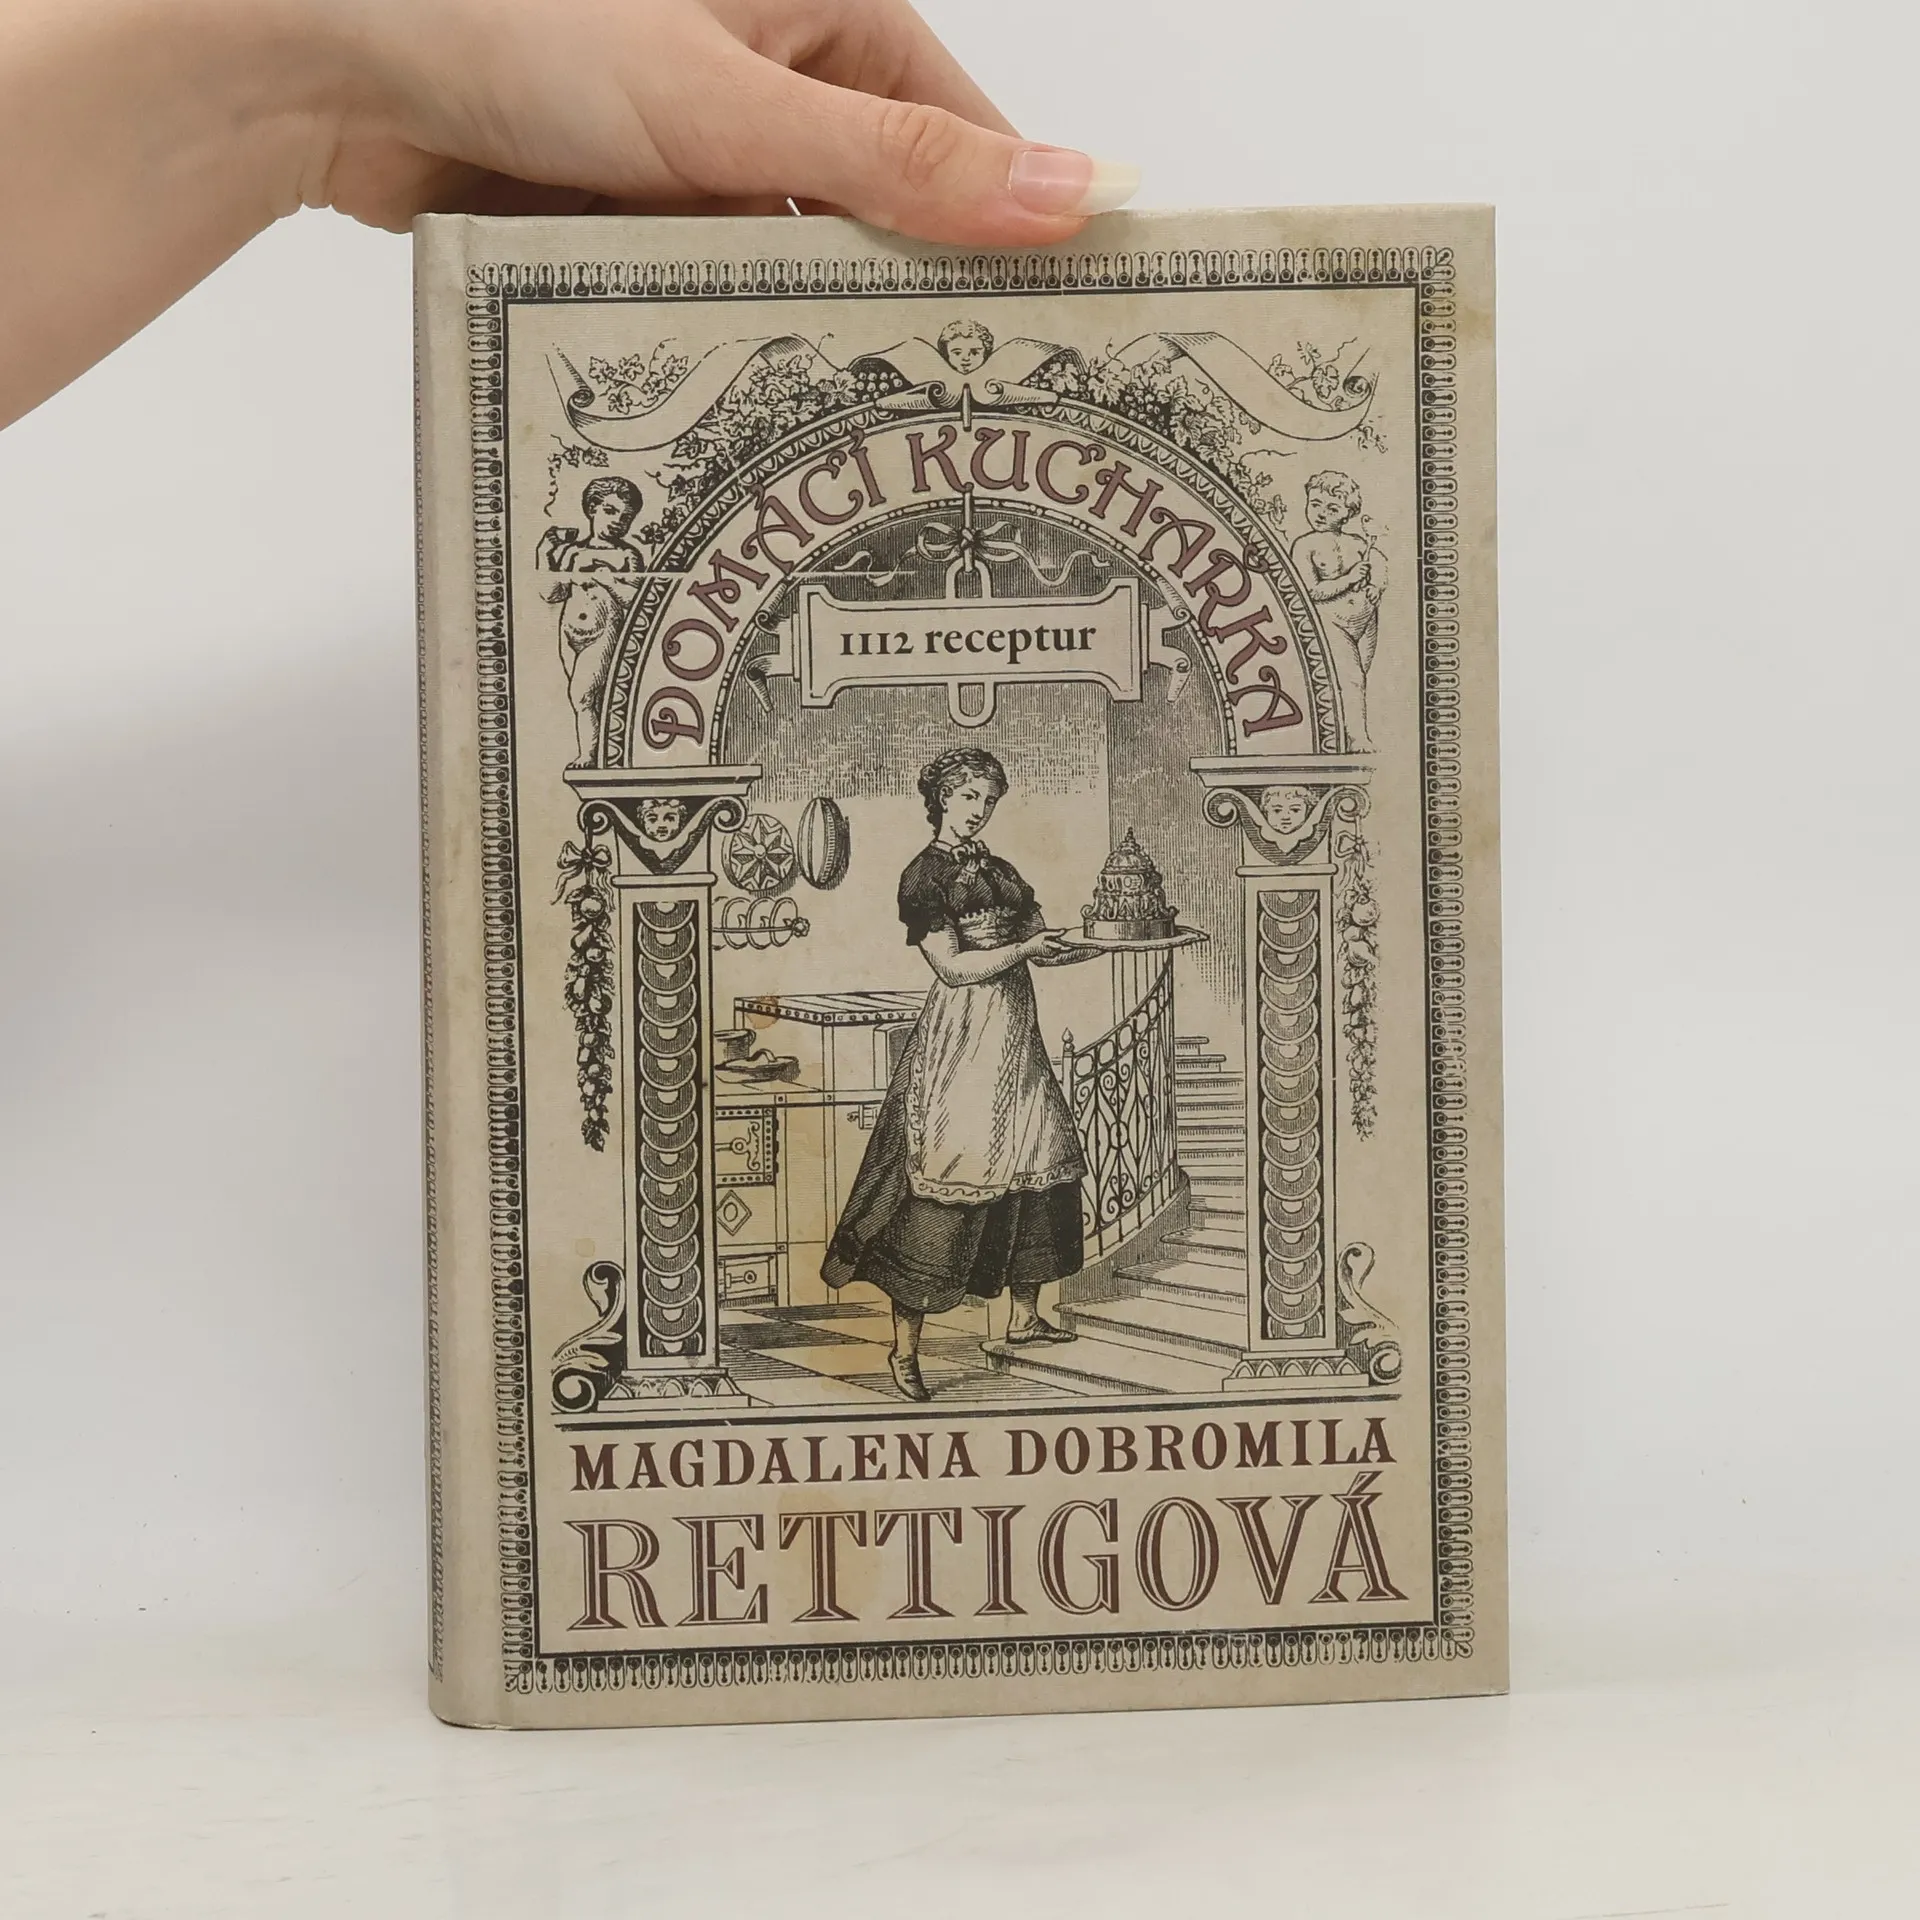 DOMÁCÍ KUCHAŘKA
1112 receptur
MAGDALENA DOBROMILA
RETTIGOVÁ